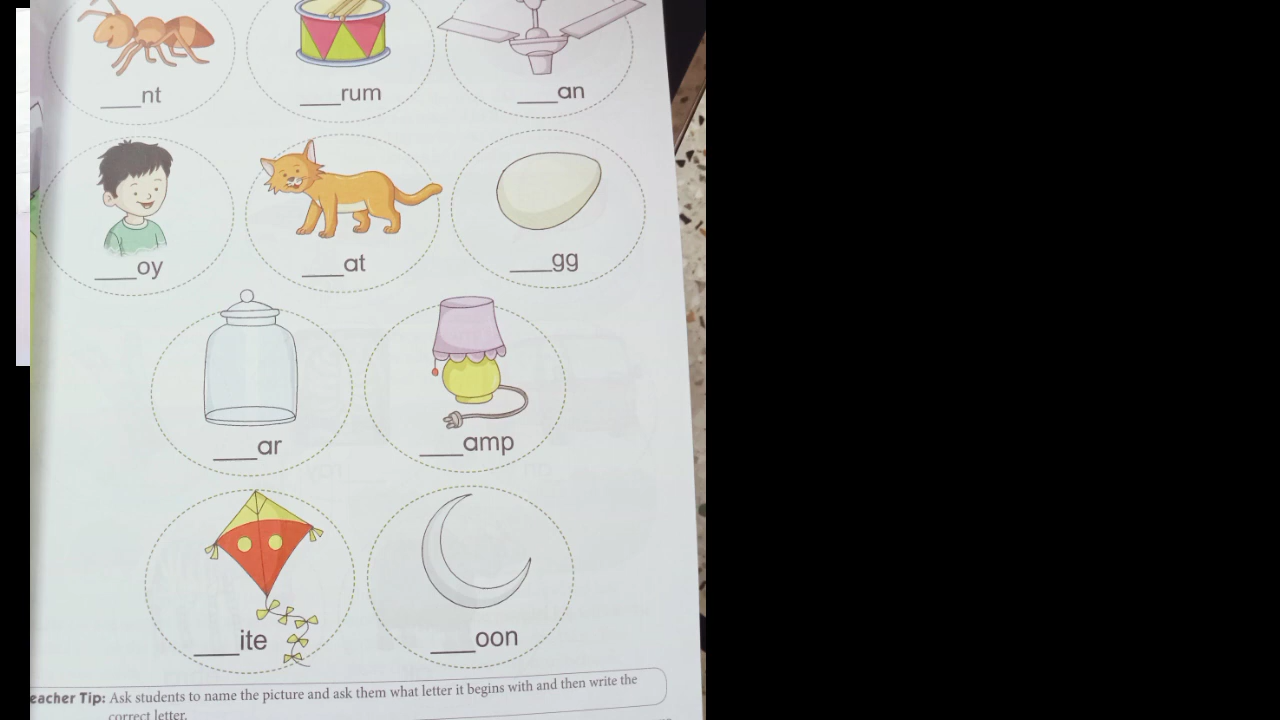 ____nt ____rum ____an
____oy ____at ____gg
____ar ____amp
____ite ____oon
eacher Tip: Ask students to name the picture and ask them what letter it begins with and then write the
correct letter.